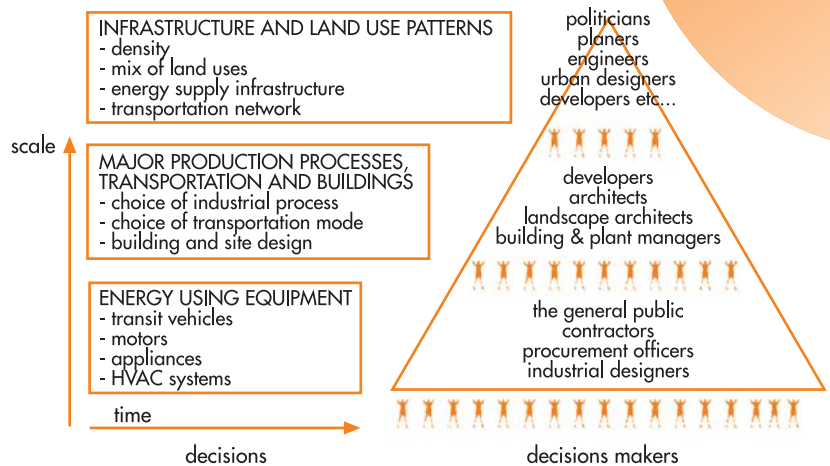 INFRASTRUCTURE AND LAND USE PATTERNS
- density
- mix of land uses
- energy supply infrastructure
- transportation network
scale
MAJOR PRODUCTION PROCESSES,
TRANSPORTATION AND BUILDINGS
- choice of industrial process
- choice of transportation mode
- building and site design
ENERGY USING EQUIPMENT
- transit vehicles
- motors
- appliances
- HVAC systems
time
decisions
politicians
planers
engineers
urban designers
developers etc...
developers
architects
landscape architects
building & plant managers
the general public
contractors
procurement officers
industrial designers
decisions makers